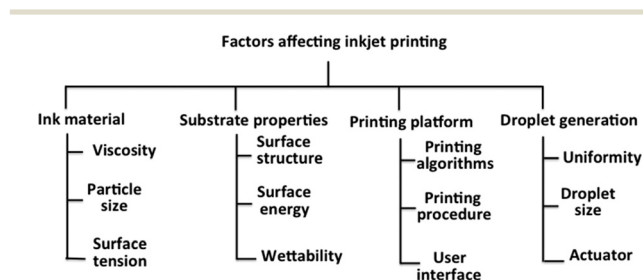 Factors affecting inkjet printing
Ink material
Viscosity
Particle
size
Surface
tension
Substrate properties
Surface
structure
Surface
energy
Wettability
Printing platform
Printing
algorithms
Printing
procedure
User
interface
Droplet generation
Uniformity
Droplet
size
Actuator